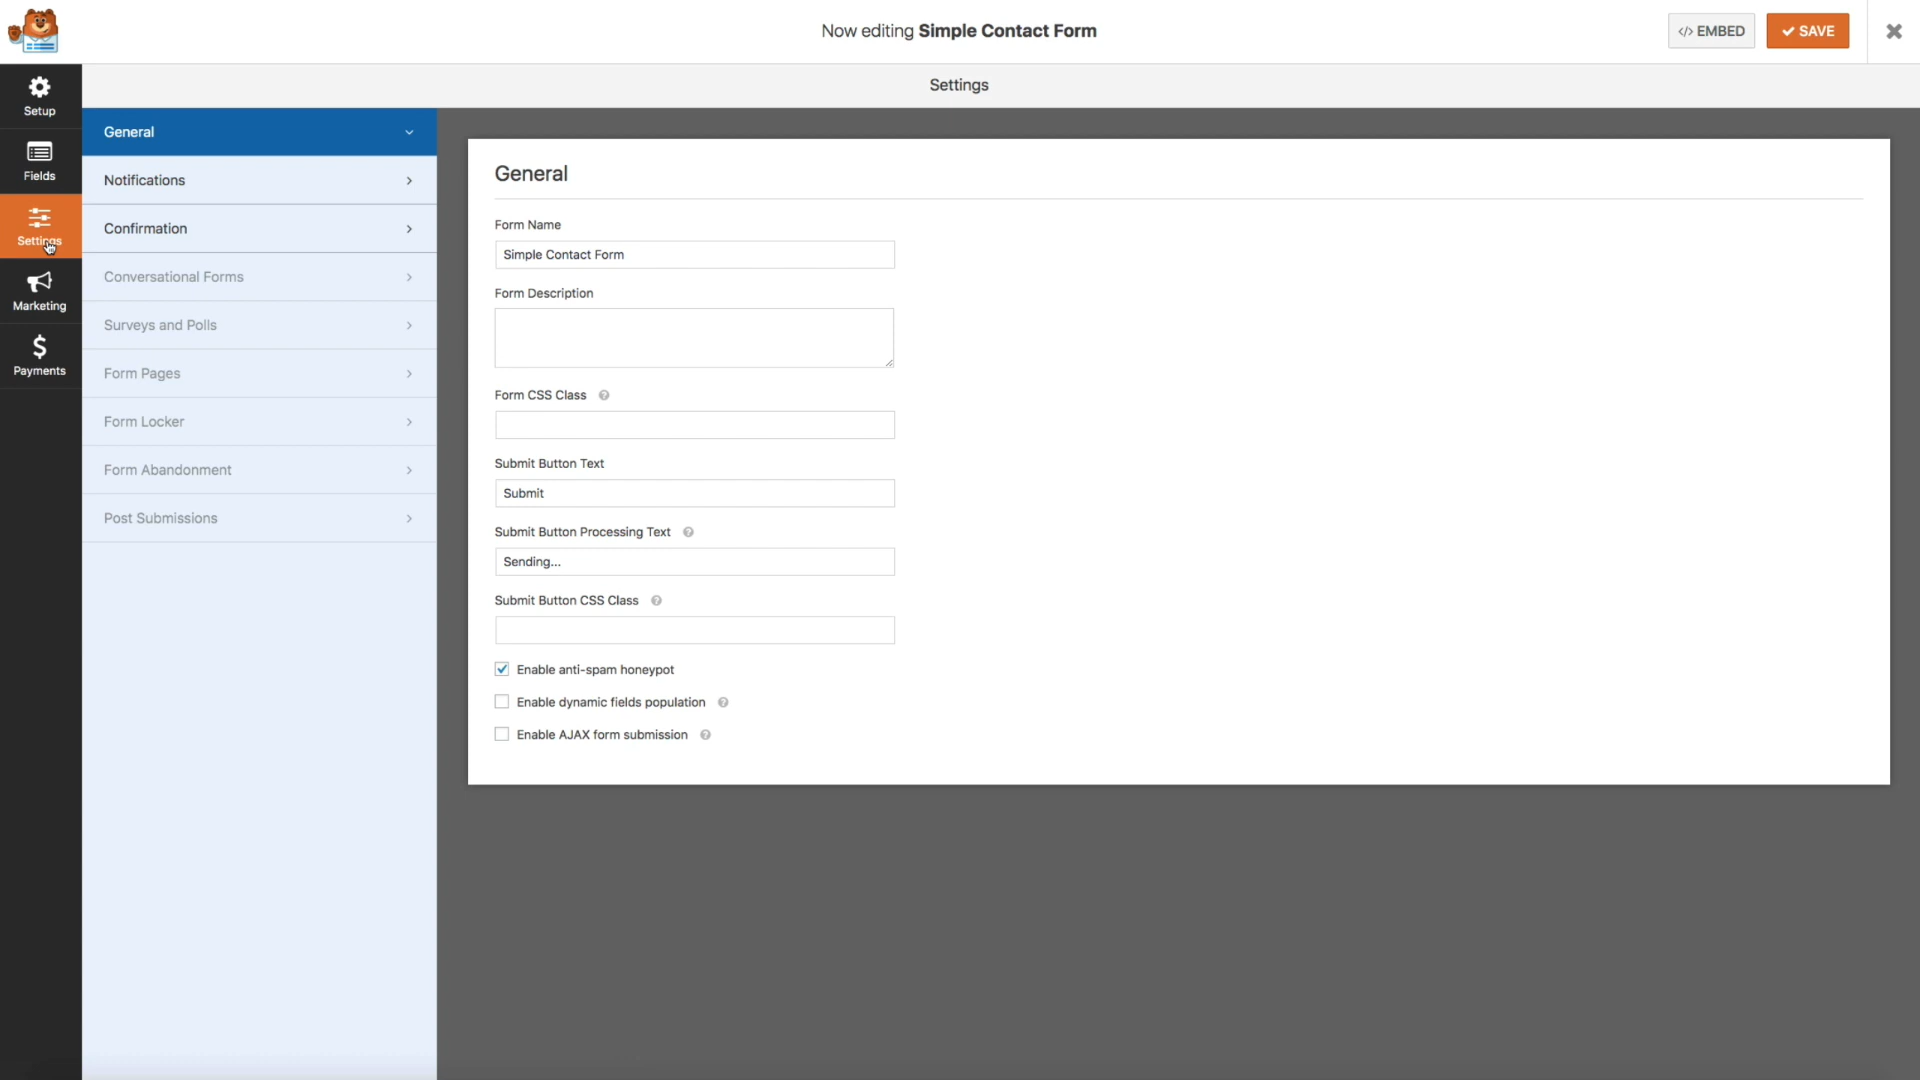 Now editing Simple Contact Form
</> EMBED
SAVE
Settings
Setup
Fields
Settings
Marketing
Payments
General
Notifications
Confirmation
Conversational Forms
Surveys and Polls
Form Pages
Form Locker
Form Abandonment
Post Submissions
General
Form Name
Simple Contact Form
Form Description
Form CSS Class
Submit Button Text
Submit
Submit Button Processing Text
Sending...
Submit Button CSS Class
Enable anti-spam honeypot
Enable dynamic fields population
Enable AJAX form submission